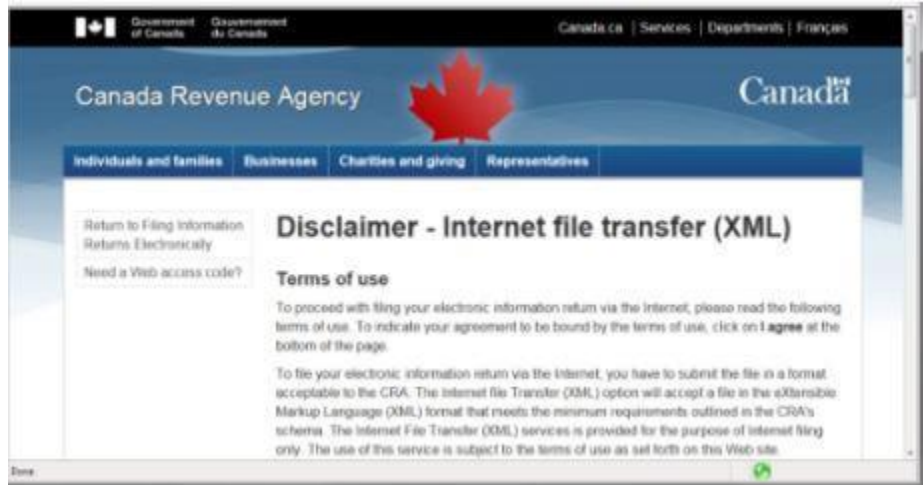 Government of Canada Gouvernement du Canada
Canada.ca | Services | Departments | Français
Canada Revenue Agency
Canada
Individuals and families Businesses Charities and giving Representatives
Return to Filing Information
Returns Electronically
Need a Web access code?
Disclaimer - Internet file transfer (XML)
Terms of use
To proceed with filing your electronic information return via the Internet, please read the following
terms of use. To indicate your agreement to be bound by the terms of use, click on I agree at the
bottom of the page.
To file your electronic information return via the Internet, you have to submit the file in a format
acceptable to the CRA. The Internet file Transfer (XML) option will accept a file in the eXtensible
Markup Language (XML) format that meets the minimum requirements outlined in the CRA's
schema. The Internet File Transfer (XML) services is provided for the purpose of Internet filing
only. The use of this service is subject to the terms of use as set forth on this Web site.
Done